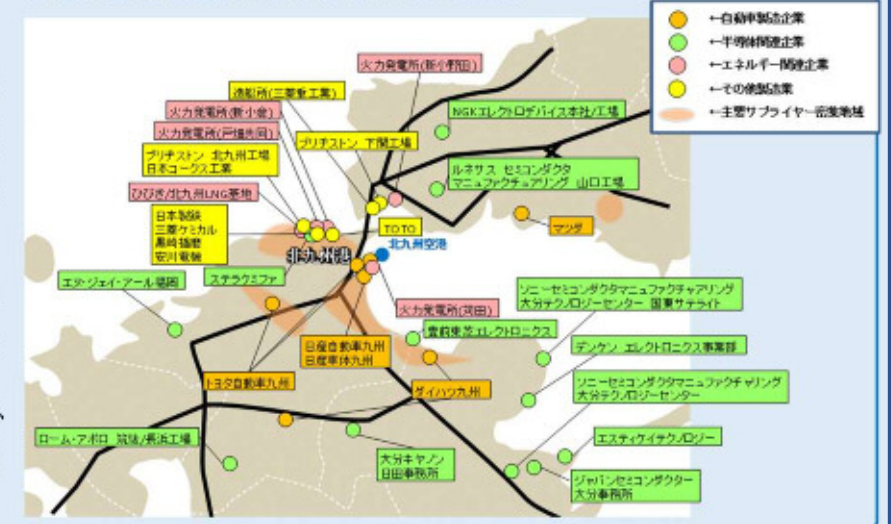 ←自動車製造企業
←半導体関連企業
←エネルギー関連企業
←その他製造業
←主要サプライヤー密集地域
火力発電所(新小野田)
造船所(三菱重工業)
火力発電所(新小倉)
火力発電所(戸畑共同)
ブリヂストン 下関工場
ブリヂストン 北九州工場
日本コークス工業
ひびき/北九州LNG基地
日本製鉄
三菱ケミカル
黒崎播磨
安川電機
NGKエレクトロデバイス本社/工場
ルネサス セミコンダクタ
マニュファクチュアリング 山口工場
マツダ
TOTO
北九州空港
北九州港
ステラケミファ
エヌ・ジェイ・アール福岡
火力発電所(苅田)
豊前東芝エレクトロニクス
日産自動車九州
日産車体九州
トヨタ自動車九州
ダイハツ九州
ソニーセミコンダクタマニュファクチャアリング
大分テクノロジーセンター 国東サテライト
デンケン エレクトロニクス事業部
ソニーセミコンダクタマニュファクチャリング
大分テクノロジーセンター
ローム・アポロ 筑後/長浜工場
大分キヤノン
日田事務所
エスティケイテクノロジー
ジャパンセミコンダクター
大分事務所